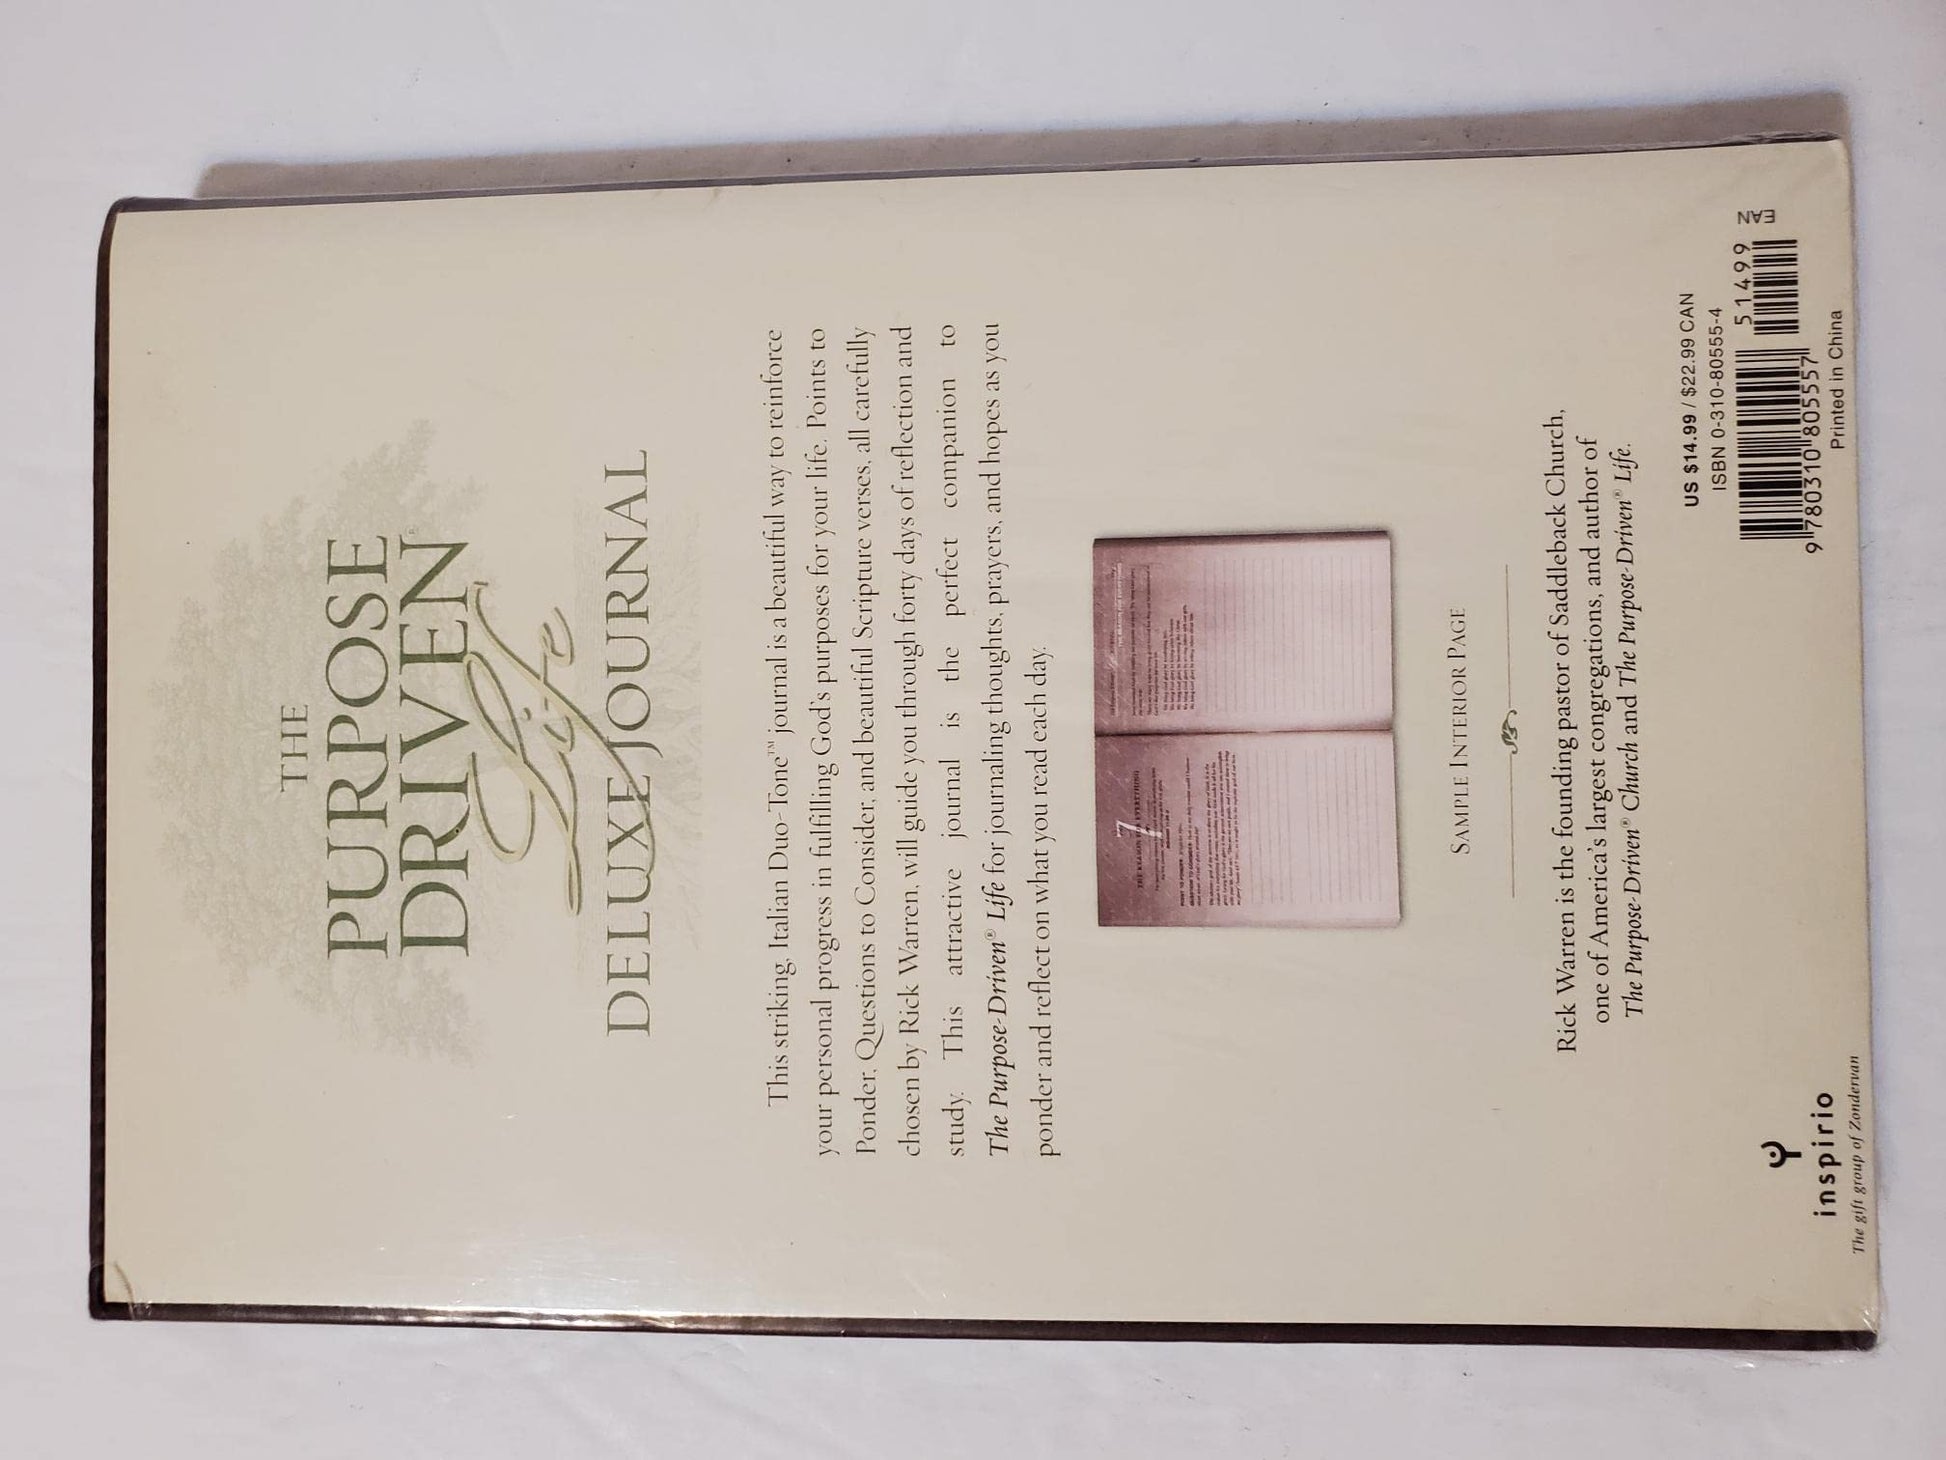 THE
PURPOSE
DRIVEN®
Life
DELUXE JOURNAL
This striking, Italian Duo-Tone™ journal is a beautiful way to reinforce
your personal progress in fulfilling God's purposes for your life. Points to
Ponder, Questions to Consider, and beautiful Scripture verses, all carefully
chosen by Rick Warren, will guide you through forty days of reflection and
study. This attractive journal is the perfect companion to
The Purpose-Driven® Life for journaling thoughts, prayers, and hopes as you
ponder and reflect on what you read each day.
7
THE REASON FOR EVERYTHING
SAMPLE INTERIOR PAGE
Rick Warren is the founding pastor of Saddleback Church,
one of America's largest congregations, and author of
The Purpose-Driven® Church and The Purpose-Driven® Life.
inspirio
The gift group of Zondervan
US $14.99 / $22.99 CAN
ISBN 0-310-80555-4
51499
EAN
9 780310 805557
Printed in China